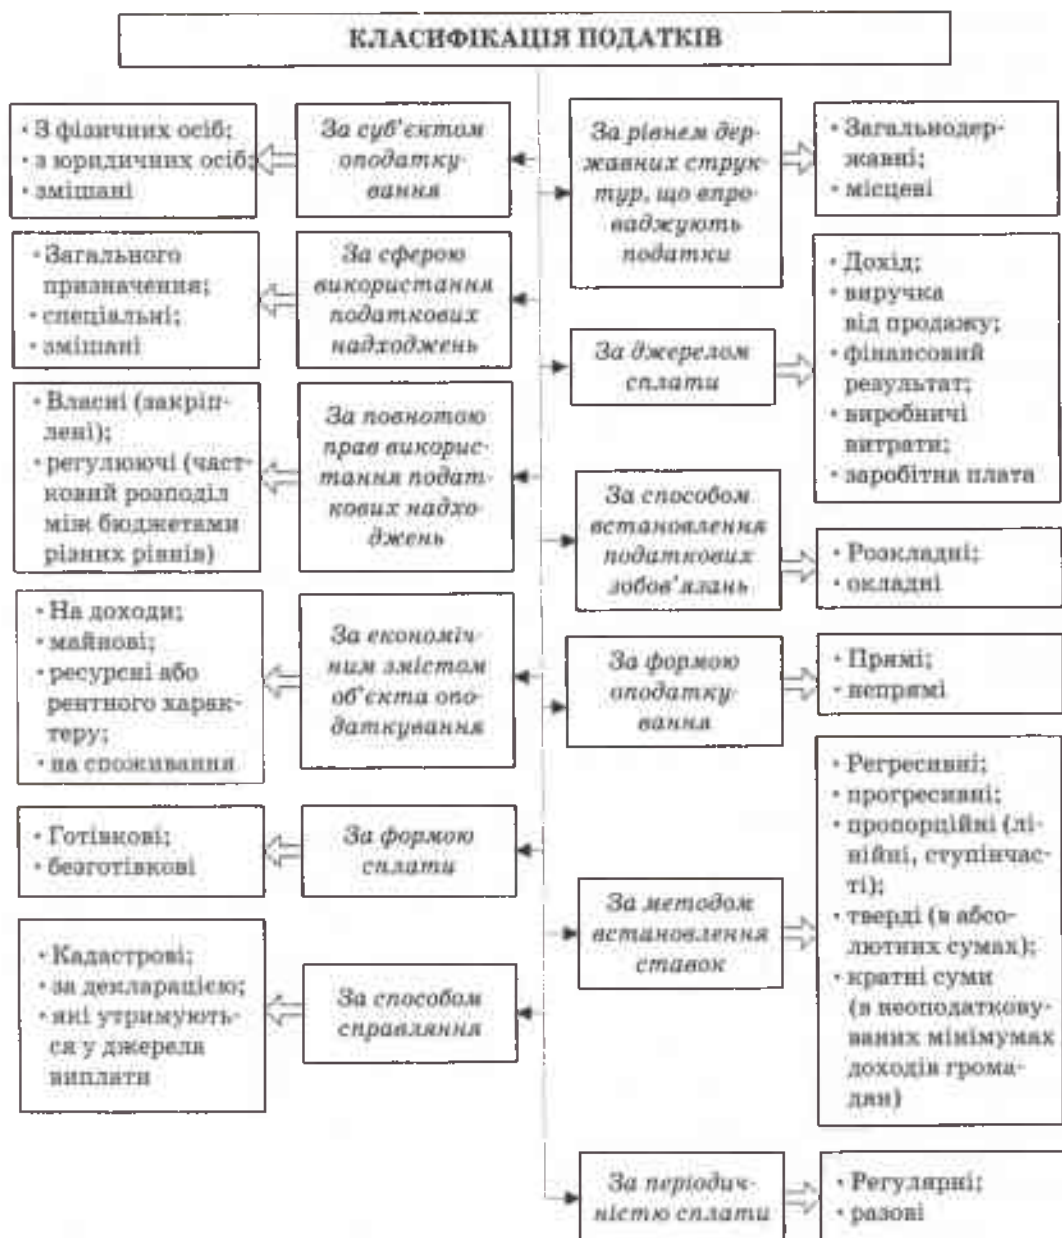 КЛАСИФІКАЦІЯ ПОДАТКІВ
• З фізичних осіб;
• з юридичних осіб;
• змішані
За суб'єктом
оподатку-
вання
• Загального
призначення;
• спеціальні;
• змішані
За сферою
використання
податкових
надходжень
• Власні (закріп-
лені);
• регулюючі (част-
ковий розподіл
між бюджетами
різних рівнів)
За повнотою
прав викорис-
тання подат-
кових надхо-
джень
• На доходи;
• майнові;
• ресурсні або
рентного харак-
теру;
• на споживання
За економіч-
ним змістом
об'єкта опо-
даткування
• Готівкові;
• безготівкові
За формою
сплати
• Кадастрові;
• за декларацією;
• які утримують-
ся у джерела
виплати
За способом
справляння
За рівнем дер-
жавних струк-
тур, що впро-
ваджують
податки
• Загальнодер-
жавні;
• місцеві
За джерелом
сплати
• Дохід;
• виручка
від продажу;
• фінансовий
результат;
• виробничі
витрати;
• заробітна плата
За способом
встановлення
податкових
зобов'язань
• Розкладні;
• окладні
За формою
оподатку-
вання
• Прямі;
• непрямі
За методом
встановлення
ставок
• Регресивні;
• прогресивні;
• пропорційні (лі-
нійні, ступінчас-
ті);
• тверді (в абсо-
лютних сумах);
• кратні суми
(в неоподаткову-
ваних мінімумах
доходів грома-
дян)
За періодич-
ністю сплати
• Регулярні;
• разові